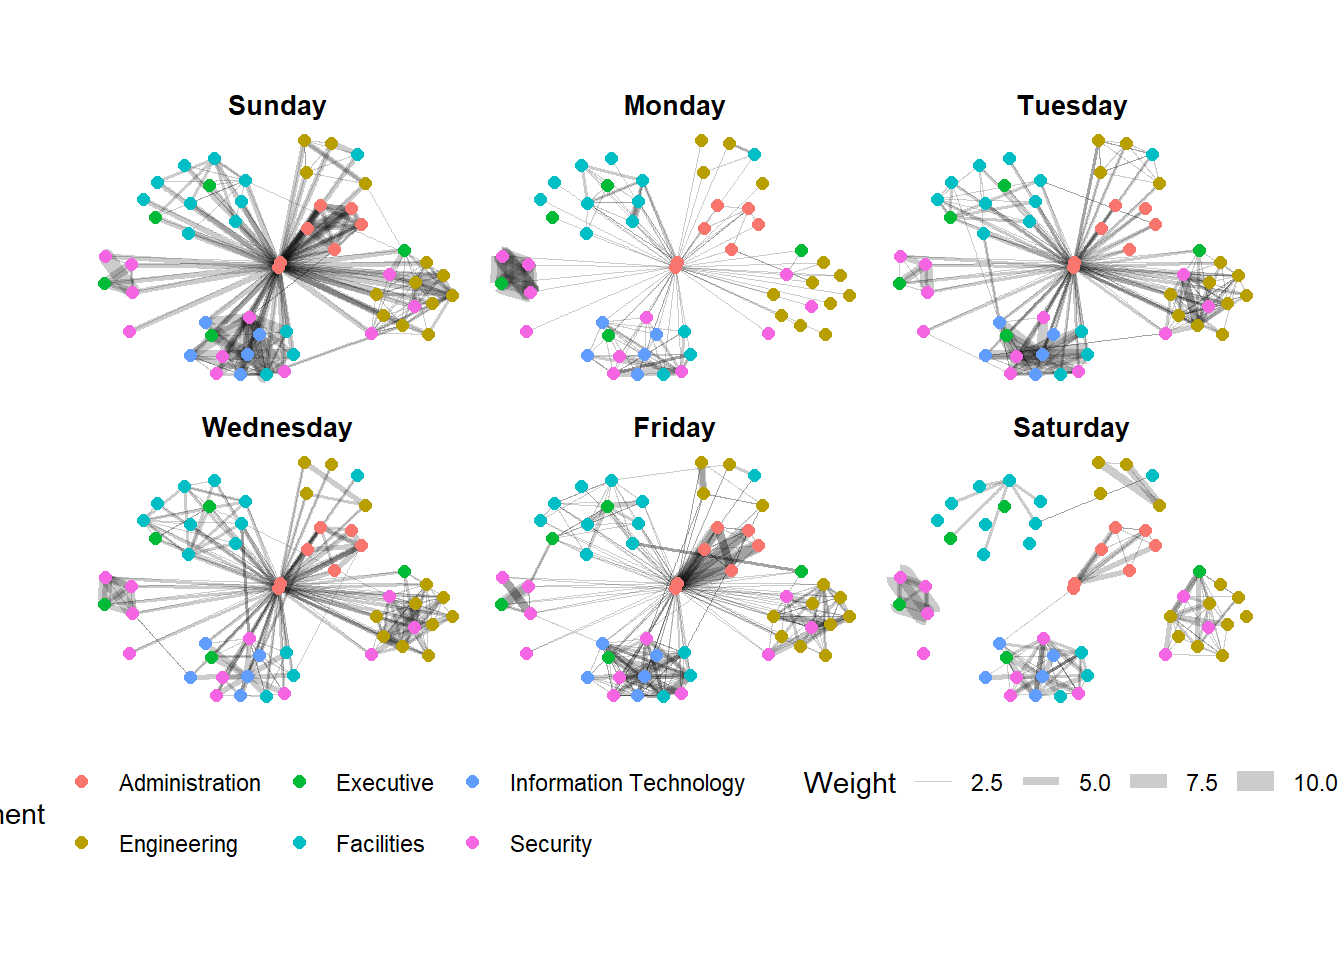 Sunday Monday Tuesday
Wednesday Friday Saturday
Administration Executive Information Technology Weight 2.5 5.0 7.5 10.0
Engineering Facilities Security